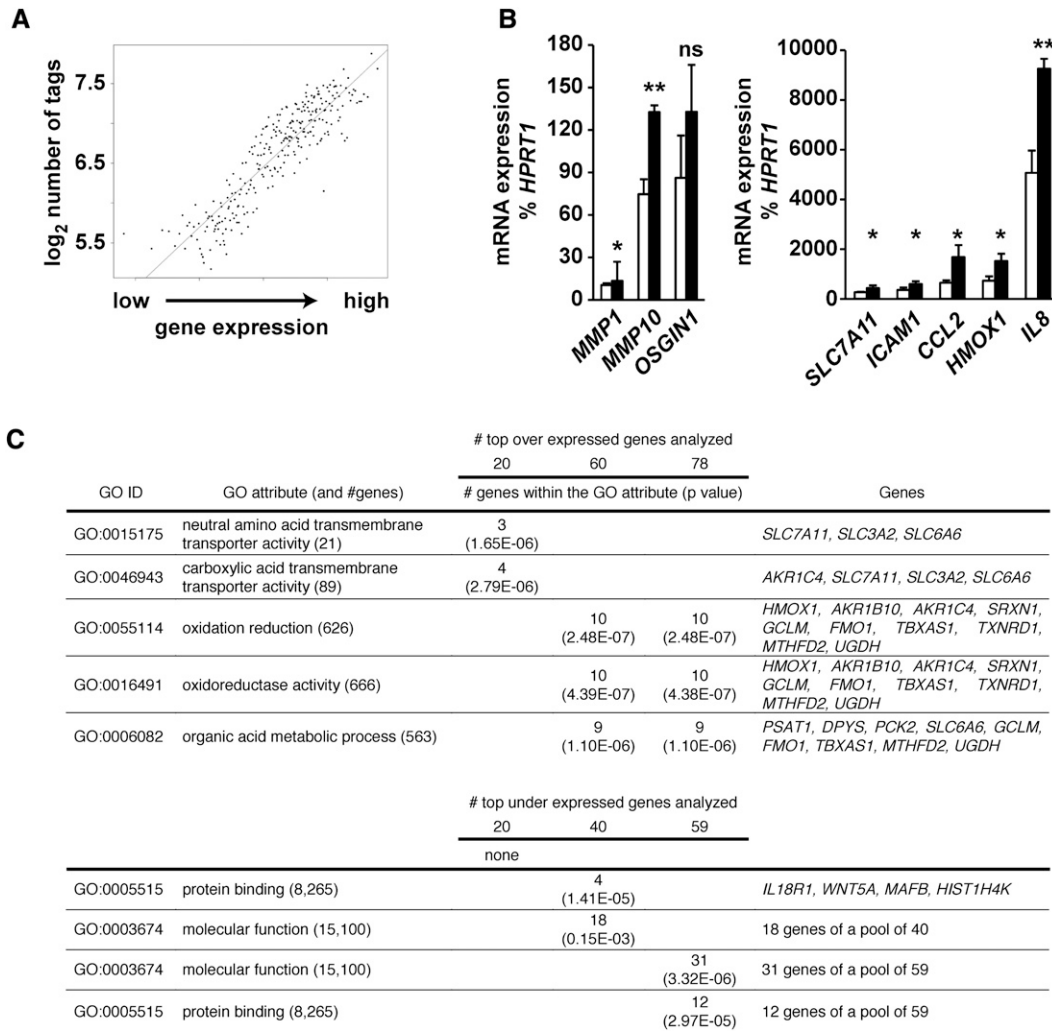 A
log2 number of tags
7.5
6.5
5.5
low
high
gene expression
B
mRNA expression
% HPRT1
180
150
120
90
60
30
0
*
**
ns
MMP1
MMP10
OSGIN1
mRNA expression
% HPRT1
10000
8000
6000
4000
2000
0
*
*
*
*
**
SLC7A11
ICAM1
CCL2
HMOX1
IL8
C
# top over expressed genes analyzed
20 60 78
GO ID GO attribute (and #genes) # genes within the GO attribute (p value) Genes
GO:0015175 neutral amino acid transmembrane transporter activity (21) 3 (1.65E-06) SLC7A11, SLC3A2, SLC6A6
GO:0046943 carboxylic acid transmembrane transporter activity (89) 4 (2.79E-06) AKR1C4, SLC7A11, SLC3A2, SLC6A6
GO:0055114 oxidation reduction (626) 10 (2.48E-07) 10 (2.48E-07) HMOX1, AKR1B10, AKR1C4, SRXN1,
GCLM, FMO1, TBXAS1, TXNRD1,
MTHFD2, UGDH
GO:0016491 oxidoreductase activity (666) 10 (4.39E-07) 10 (4.38E-07) HMOX1, AKR1B10, AKR1C4, SRXN1,
GCLM, FMO1, TBXAS1, TXNRD1,
MTHFD2, UGDH
GO:0006082 organic acid metabolic process (563) 9 (1.10E-06) 9 (1.10E-06) PSAT1, DPYS, PCK2, SLC6A6, GCLM,
FMO1, TBXAS1, MTHFD2, UGDH
# top under expressed genes analyzed
20 40 59
none
GO:0005515 protein binding (8,265) 4 (1.41E-05) IL18R1, WNT5A, MAFB, HIST1H4K
GO:0003674 molecular function (15,100) 18 (0.15E-03) 18 genes of a pool of 40
GO:0003674 molecular function (15,100) 31 (3.32E-06) 31 genes of a pool of 59
GO:0005515 protein binding (8,265) 12 (2.97E-05) 12 genes of a pool of 59